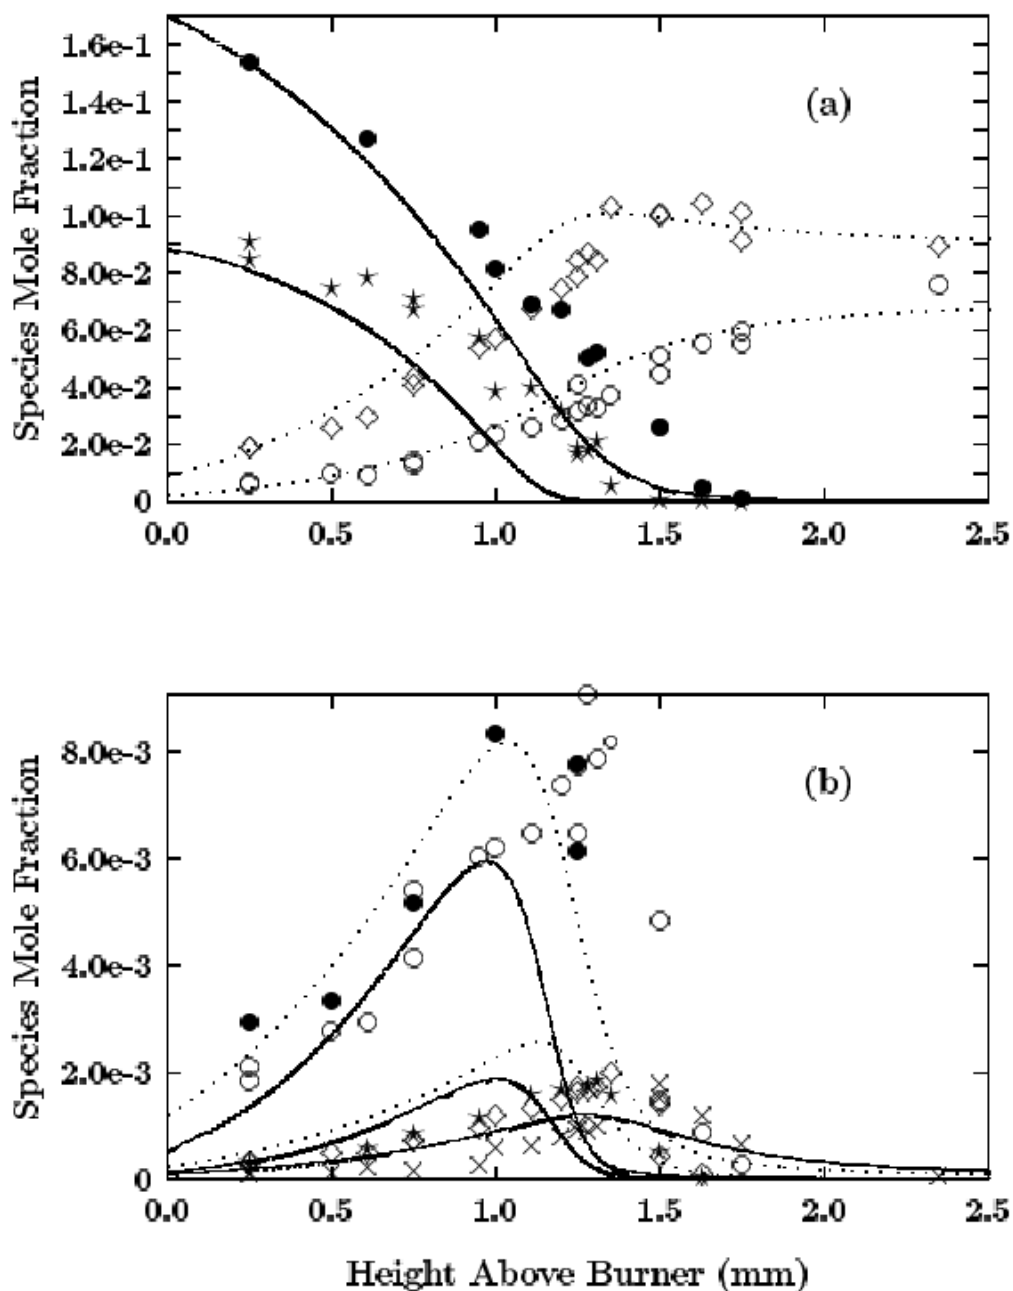 Species Mole Fraction
1.6e-1
1.4e-1
1.2e-1
1.0e-1
8.0e-2
6.0e-2
4.0e-2
2.0e-2
0
(a)
0.0 0.5 1.0 1.5 2.0 2.5
Species Mole Fraction
8.0e-3
6.0e-3
4.0e-3
2.0e-3
0
(b)
0.0 0.5 1.0 1.5 2.0 2.5
Height Above Burner (mm)